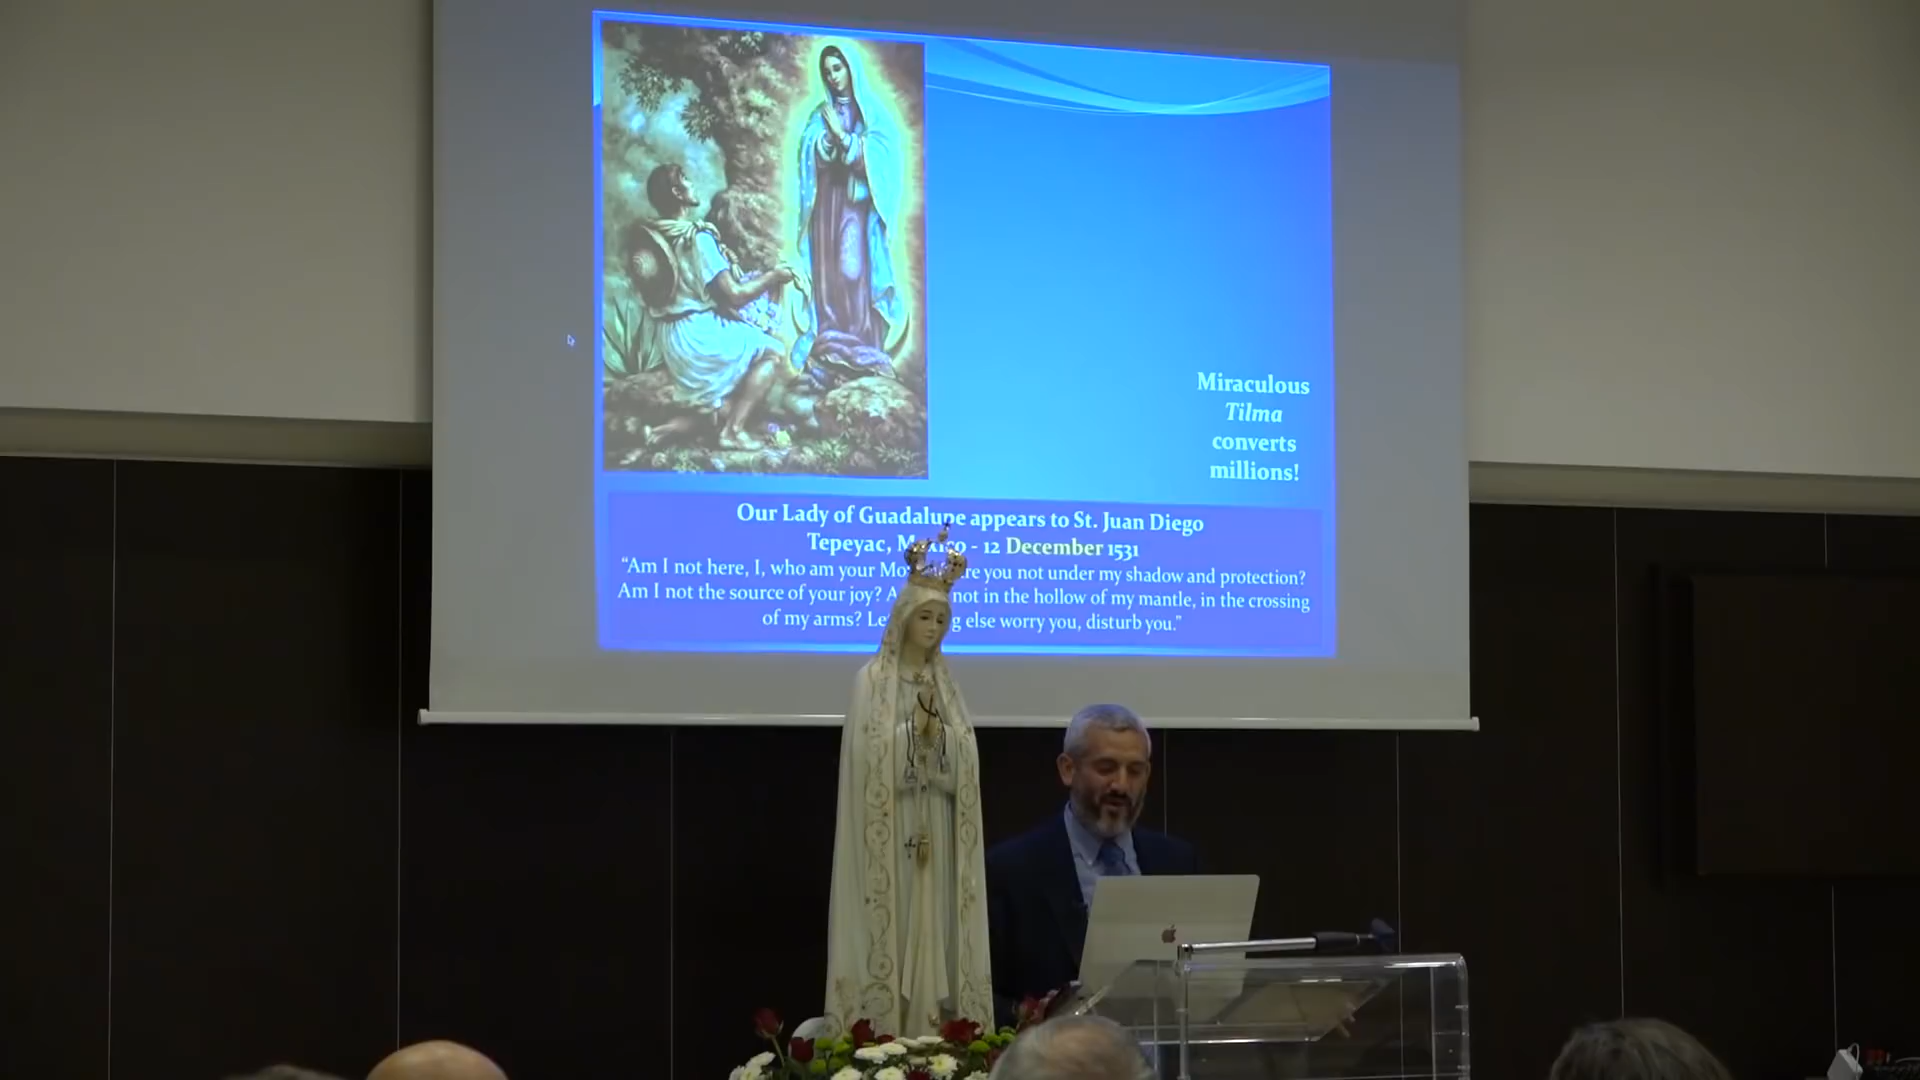 Miraculous
Tilma
converts
millions!
Our Lady of Guadalupe appears to St. Juan Diego
Tepeyac, Mexico - 12 December 1531
“Am I not here, I, who am your you not under my shadow and protection?
Am I not the source of your joy? not in the hollow of my mantle, in the crossing
of my arms? else worry you, disturb you.”